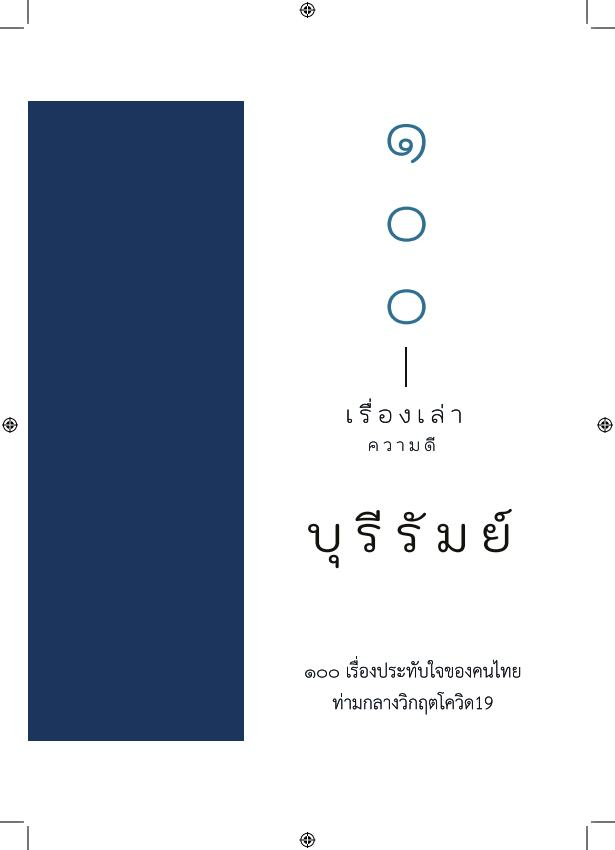 ๑
๐
๐
เรื่องเล่า
ความดี
บุรีรัมย์
๑๐๐ เรื่องประทับใจของคนไทย
ท่ามกลางวิกฤตโควิด19